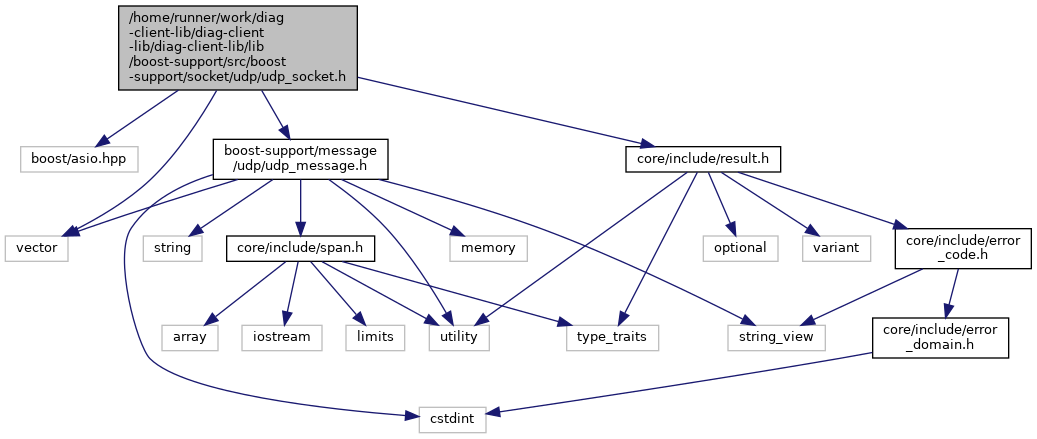 /home/runner/work/diag
-client-lib/diag-client
-lib/diag-client-lib/lib
/boost-support/src/boost
-support/socket/udp/udp_socket.h
boost/asio.hpp
boost-support/message
/udp/udp_message.h
core/include/result.h
vector
string
core/include/span.h
memory
optional
variant
core/include/error
_code.h
array
iostream
limits
utility
type_traits
string_view
core/include/error
_domain.h
cstdint